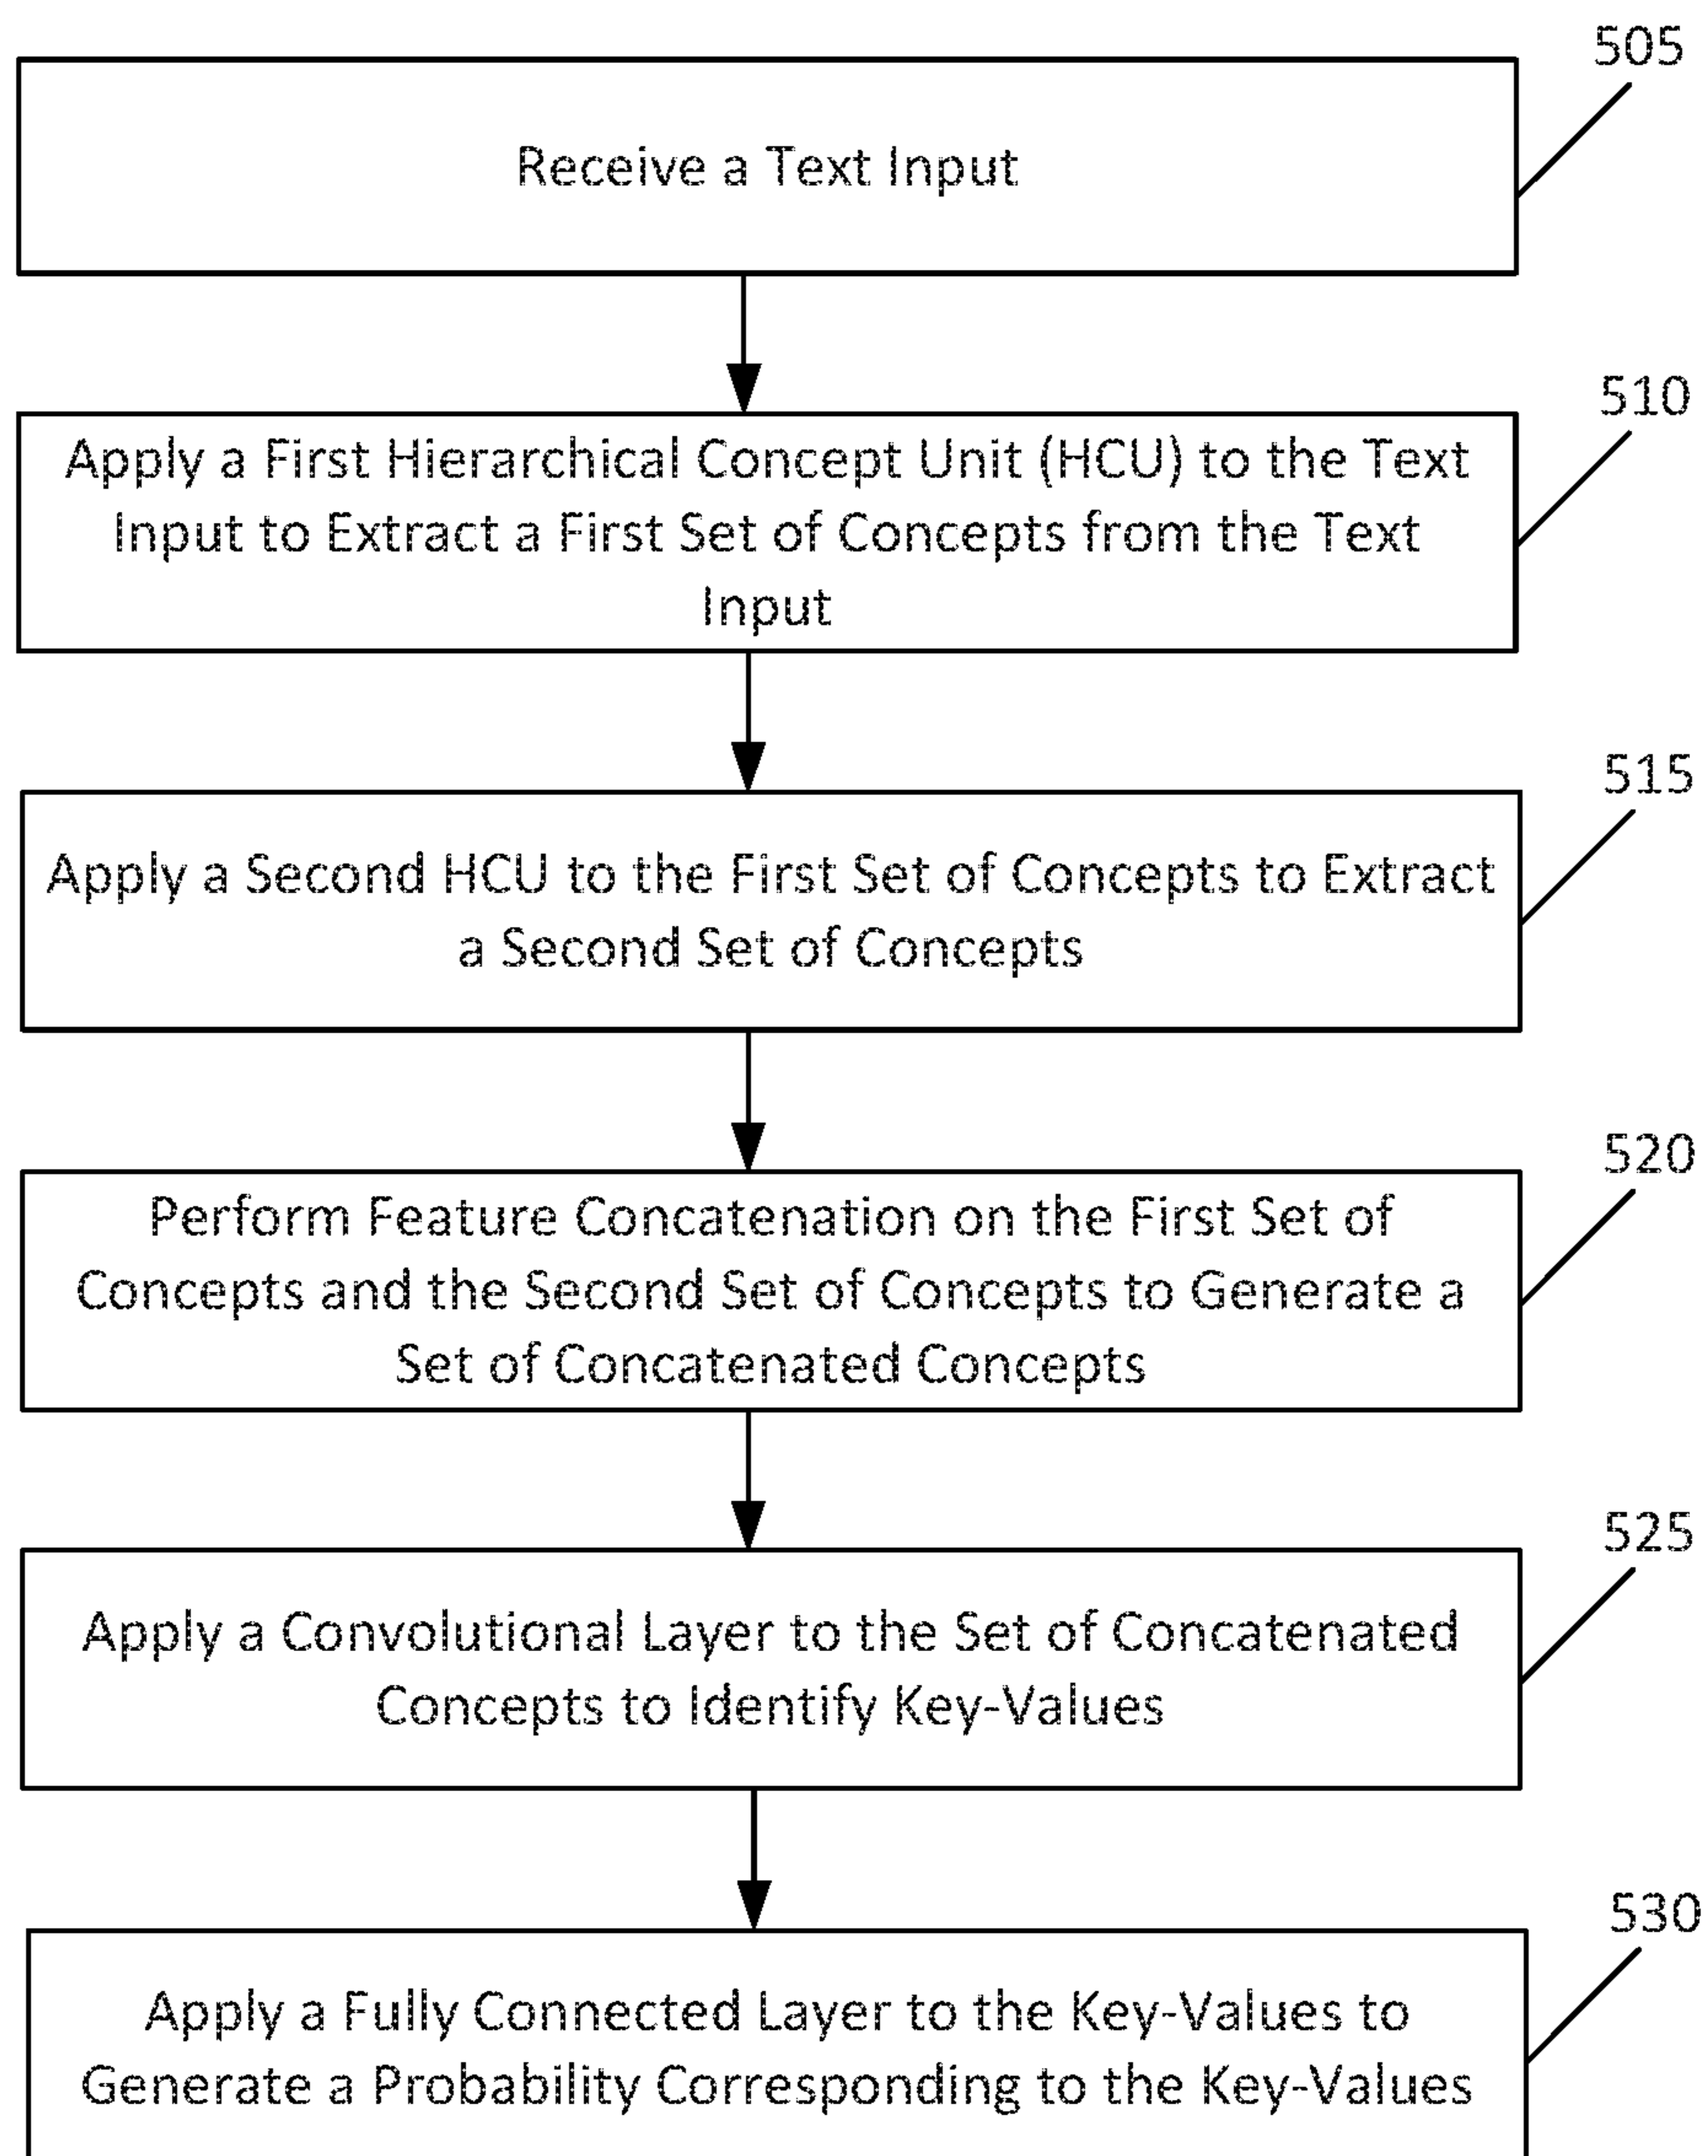 505
Receive a Text Input
510
Apply a First Hierarchical Concept Unit (HCU) to the Text
Input to Extract a First Set of Concepts from the Text
Input
515
Apply a Second HCU to the First Set of Concepts to Extract
a Second Set of Concepts
520
Perform Feature Concatenation on the First Set of
Concepts and the Second Set of Concepts to Generate a
Set of Concatenated Concepts
525
Apply a Convolutional Layer to the Set of Concatenated
Concepts to Identify Key-Values
530
Apply a Fully Connected Layer to the Key-Values to
Generate a Probability Corresponding to the Key-Values